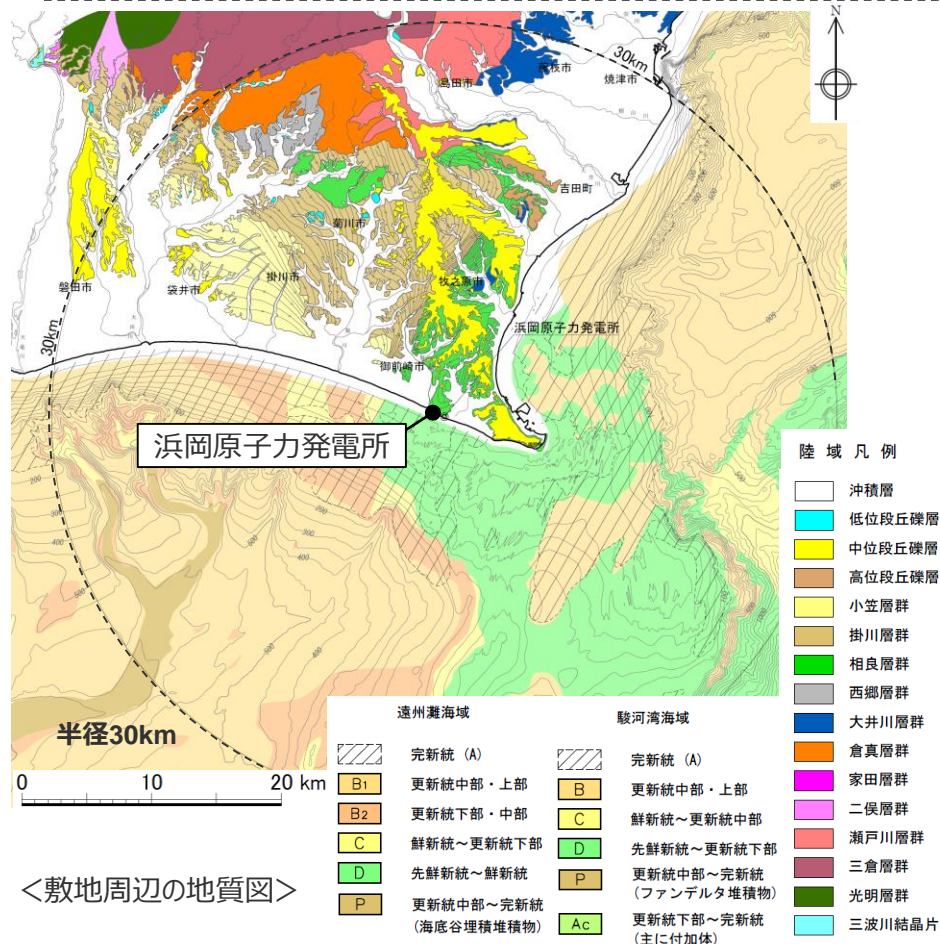 N
30km
藤枝市
焼津市
島田市
吉田町
菊川市
掛川市
磐田市
袋井市
牧之原市
浜岡原子力発電所
30km
御前崎市
浜岡原子力発電所
半径30km
0 10 20 km
<敷地周辺の地質図>
陸域凡例
沖積層
低位段丘礫層
中位段丘礫層
高位段丘礫層
小笠層群
掛川層群
相良層群
西郷層群
大井川層群
倉真層群
家田層群
二俣層群
瀬戸川層群
三倉層群
光明層群
三波川結晶片
遠州灘海域
完新統 (A)
B1 更新統中部・上部
B2 更新統下部・中部
C 鮮新統～更新統下部
D 先鮮新統～鮮新統
P 更新統中部～完新統
(海底谷埋積堆積物)
駿河湾海域
完新統 (A)
B 更新統中部・上部
C 鮮新統～更新統中部
D 先鮮新統～更新統下部
P 更新統中部～完新統
(ファンデルタ堆積物)
Ac 更新統下部～完新統
(主に付加体)